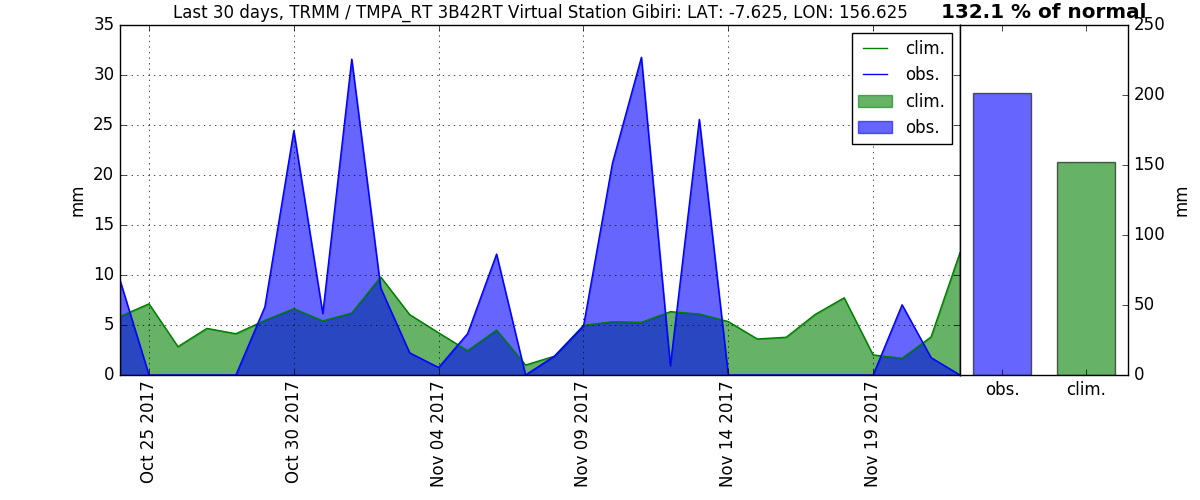 Last 30 days, TRMM / TMPA_RT 3B42RT Virtual Station Gibiri: LAT: -7.625, LON: 156.625
132.1 % of normal
35
30
25
20
15
10
5
0
mm
clim.
obs.
clim.
obs.
250
200
150
100
50
0
mm
Oct 25 2017
Oct 30 2017
Nov 04 2017
Nov 09 2017
Nov 14 2017
Nov 19 2017
obs.
clim.